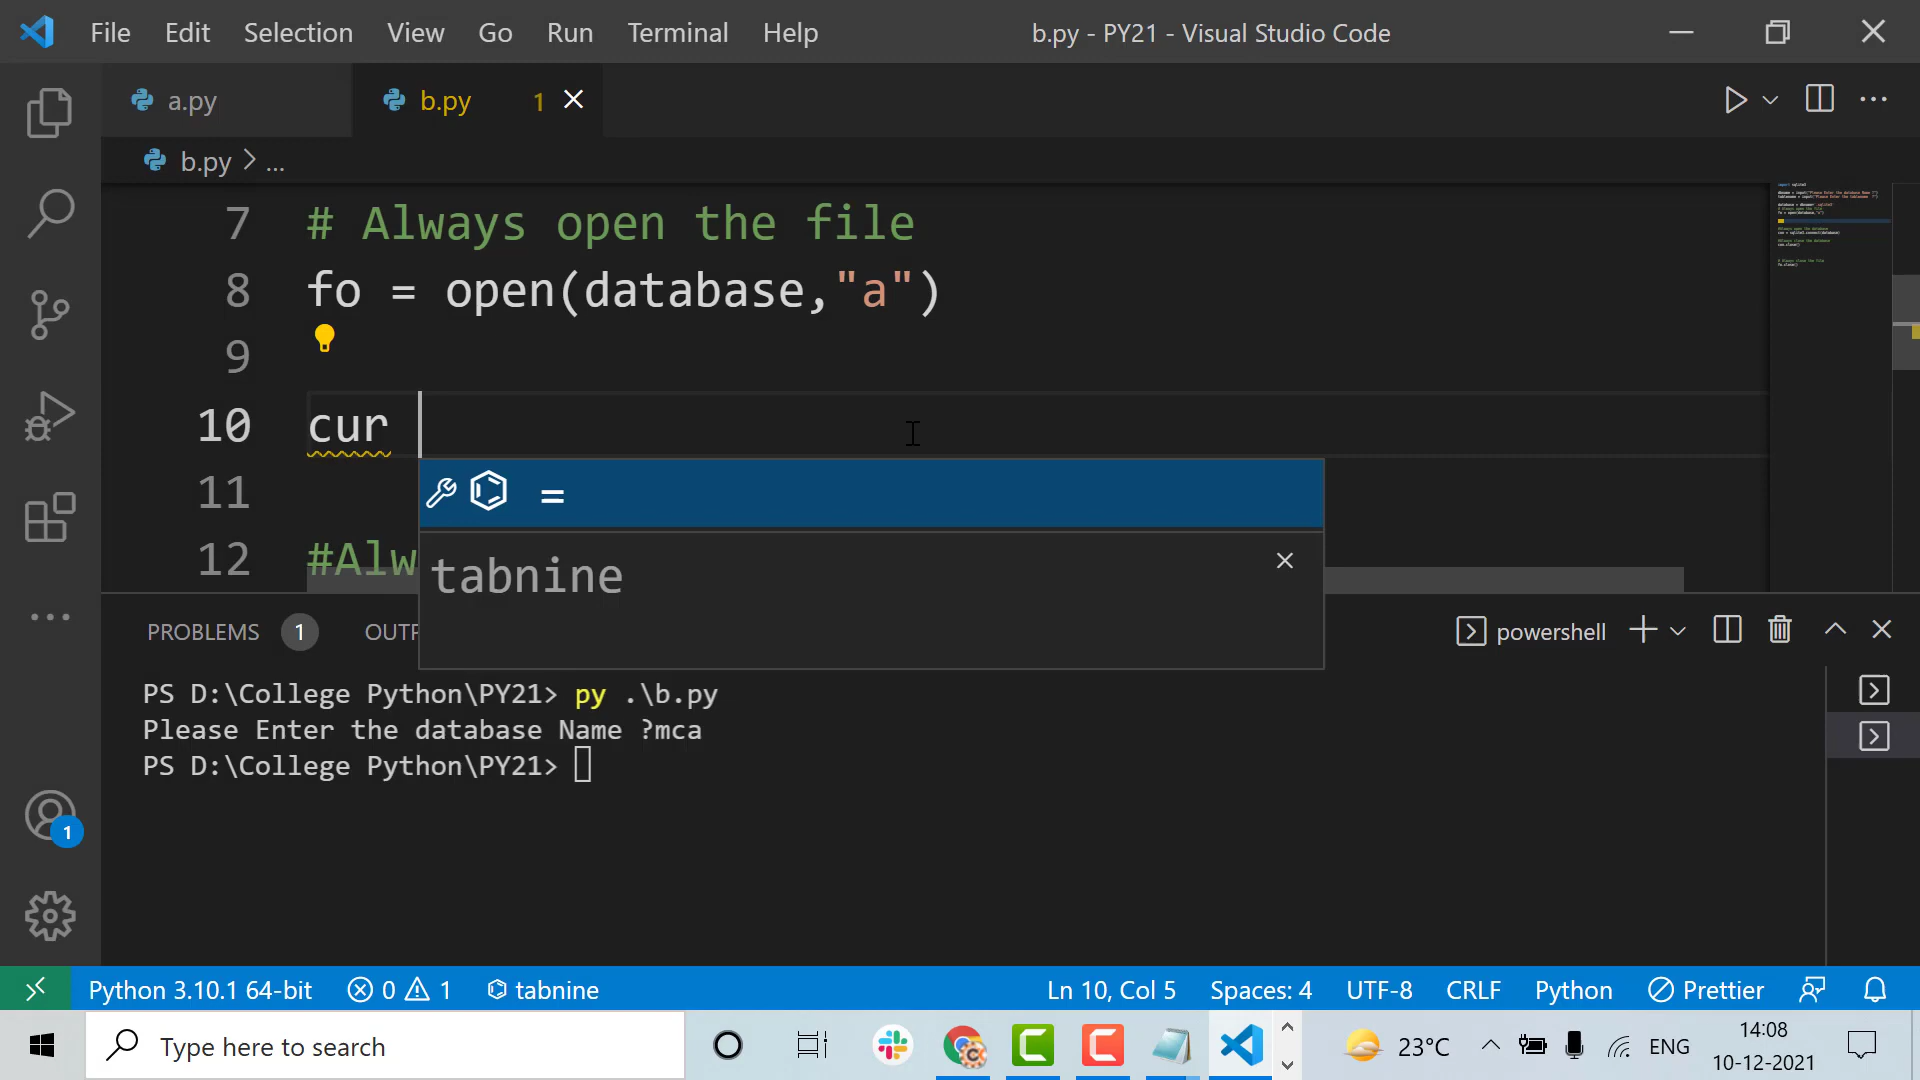 File Edit Selection View Go Run Terminal Help b.py - PY21 - Visual Studio Code
a.py b.py 1
b.py > ...
7 # Always open the file
8 fo = open(database,"a")
9
10 cur
11
12 #Alw
=
tabnine
PROBLEMS 1 OUTP
powershell
PS D:\College Python\PY21> py .\b.py
Please Enter the database Name ?mca
PS D:\College Python\PY21>
1
Python 3.10.1 64-bit 0 1 tabnine Ln 10, Col 5 Spaces: 4 UTF-8 CRLF Python Prettier
Type here to search 23°C ENG 14:08
10-12-2021